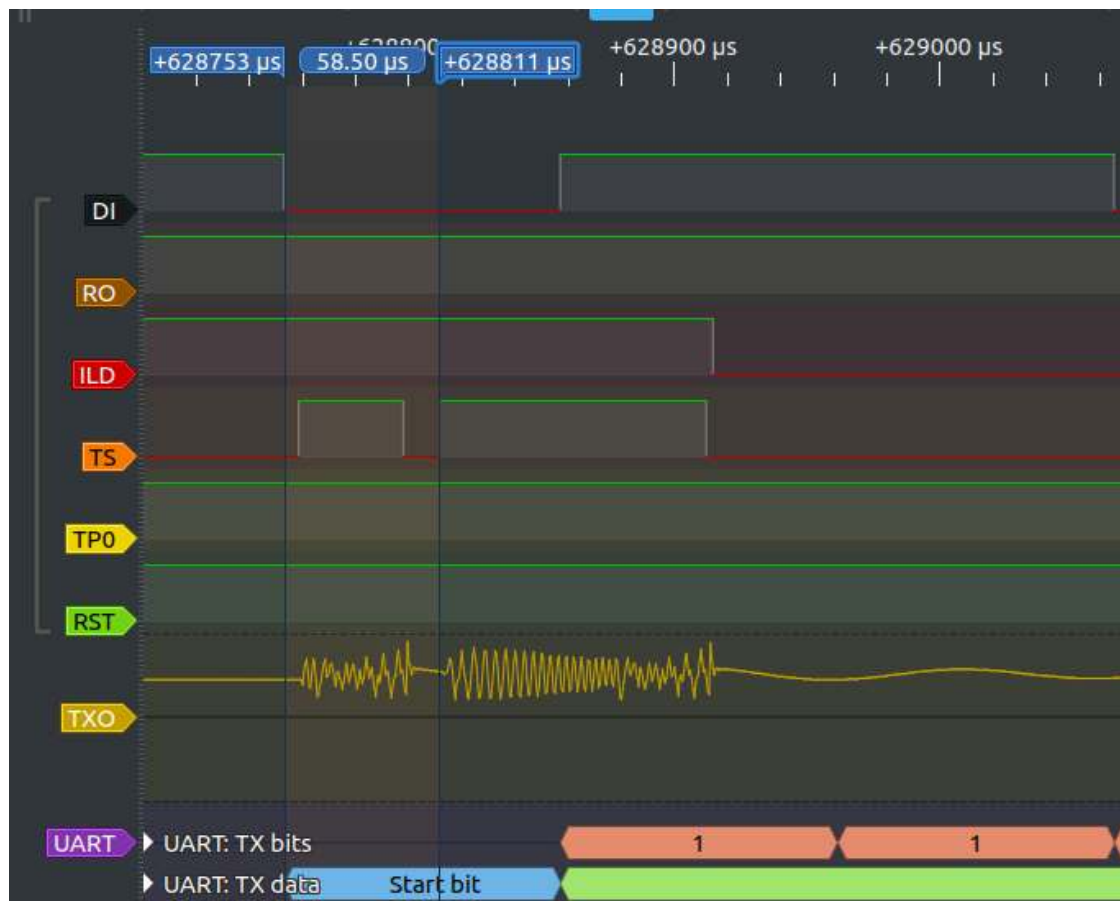 +628900 µs +629000 µs
+628753 µs 58.50 µs +628811 µs
DI
RO
ILD
TS
TP0
RST
TXO
UART UART: TX bits 1 1
UART: TX data Start bit